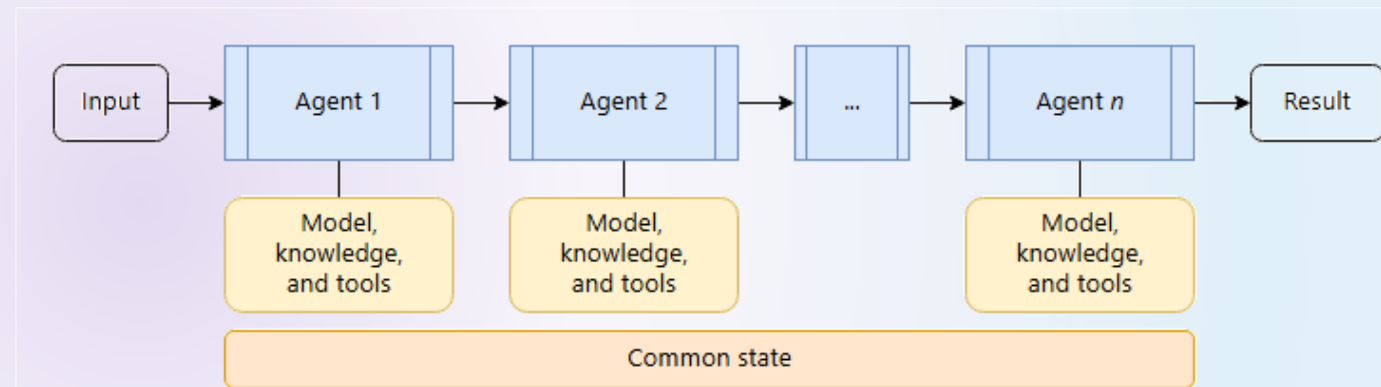 Input
Agent 1
Agent 2
...
Agent n
Result
Model,
knowledge,
and tools
Model,
knowledge,
and tools
Model,
knowledge,
and tools
Common state